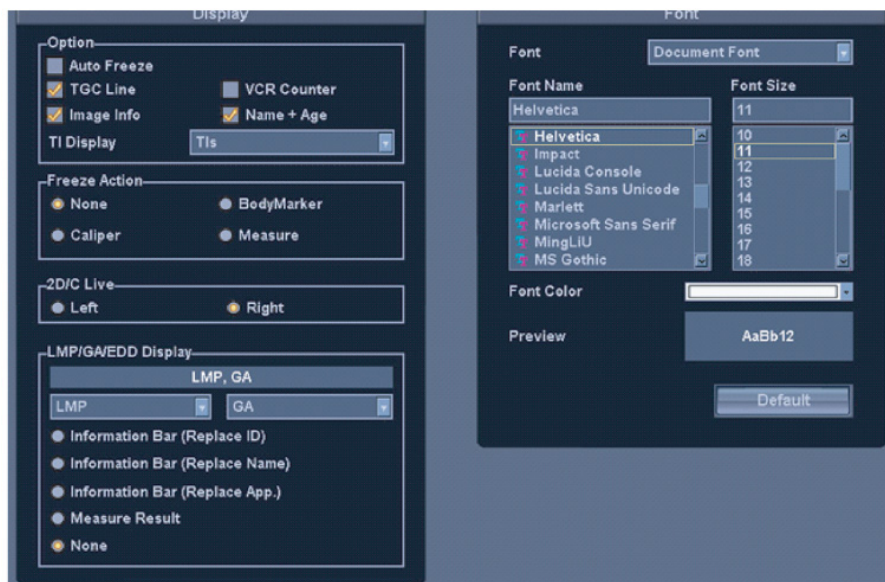 Display
Option
Auto Freeze
TGC Line
VCR Counter
Image Info
Name + Age
TI Display
TIs
Freeze Action
None
BodyMarker
Caliper
Measure
2D/C Live
Left
Right
LMP/GA/EDD Display
LMP, GA
LMP
GA
Information Bar (Replace ID)
Information Bar (Replace Name)
Information Bar (Replace App.)
Measure Result
None
Font
Font
Document Font
Font Name
Font Size
Helvetica
11
Helvetica
Impact
Lucida Console
Lucida Sans Unicode
Marlett
Microsoft Sans Serif
MingLiU
MS Gothic
10
11
12
13
14
15
16
17
18
Font Color
Preview
AaBb12
Default